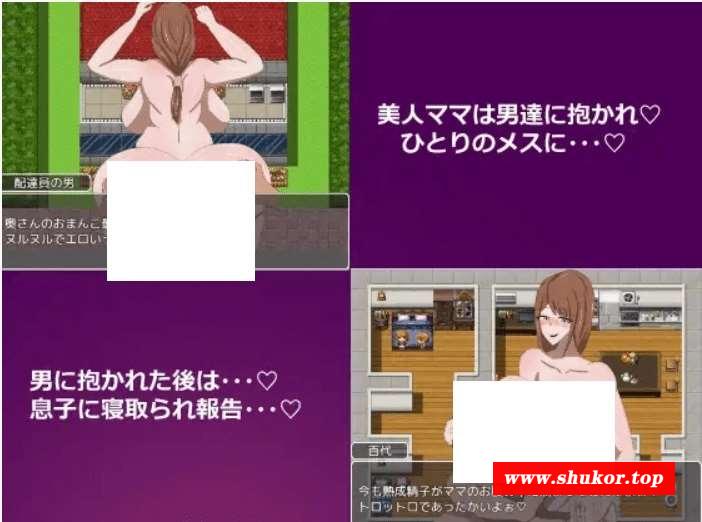 配達員の男
奥さんのおまんこ
ヌルヌルでエロい
美人ママは男達に抱かれ♡
ひとりのメスに・・・♡
男に抱かれた後は・・・♡
息子に寝取られ報告・・・♡
百代
今も熟成精子がママのお
トロットロであったかいよぉ♡
www.shukor.top